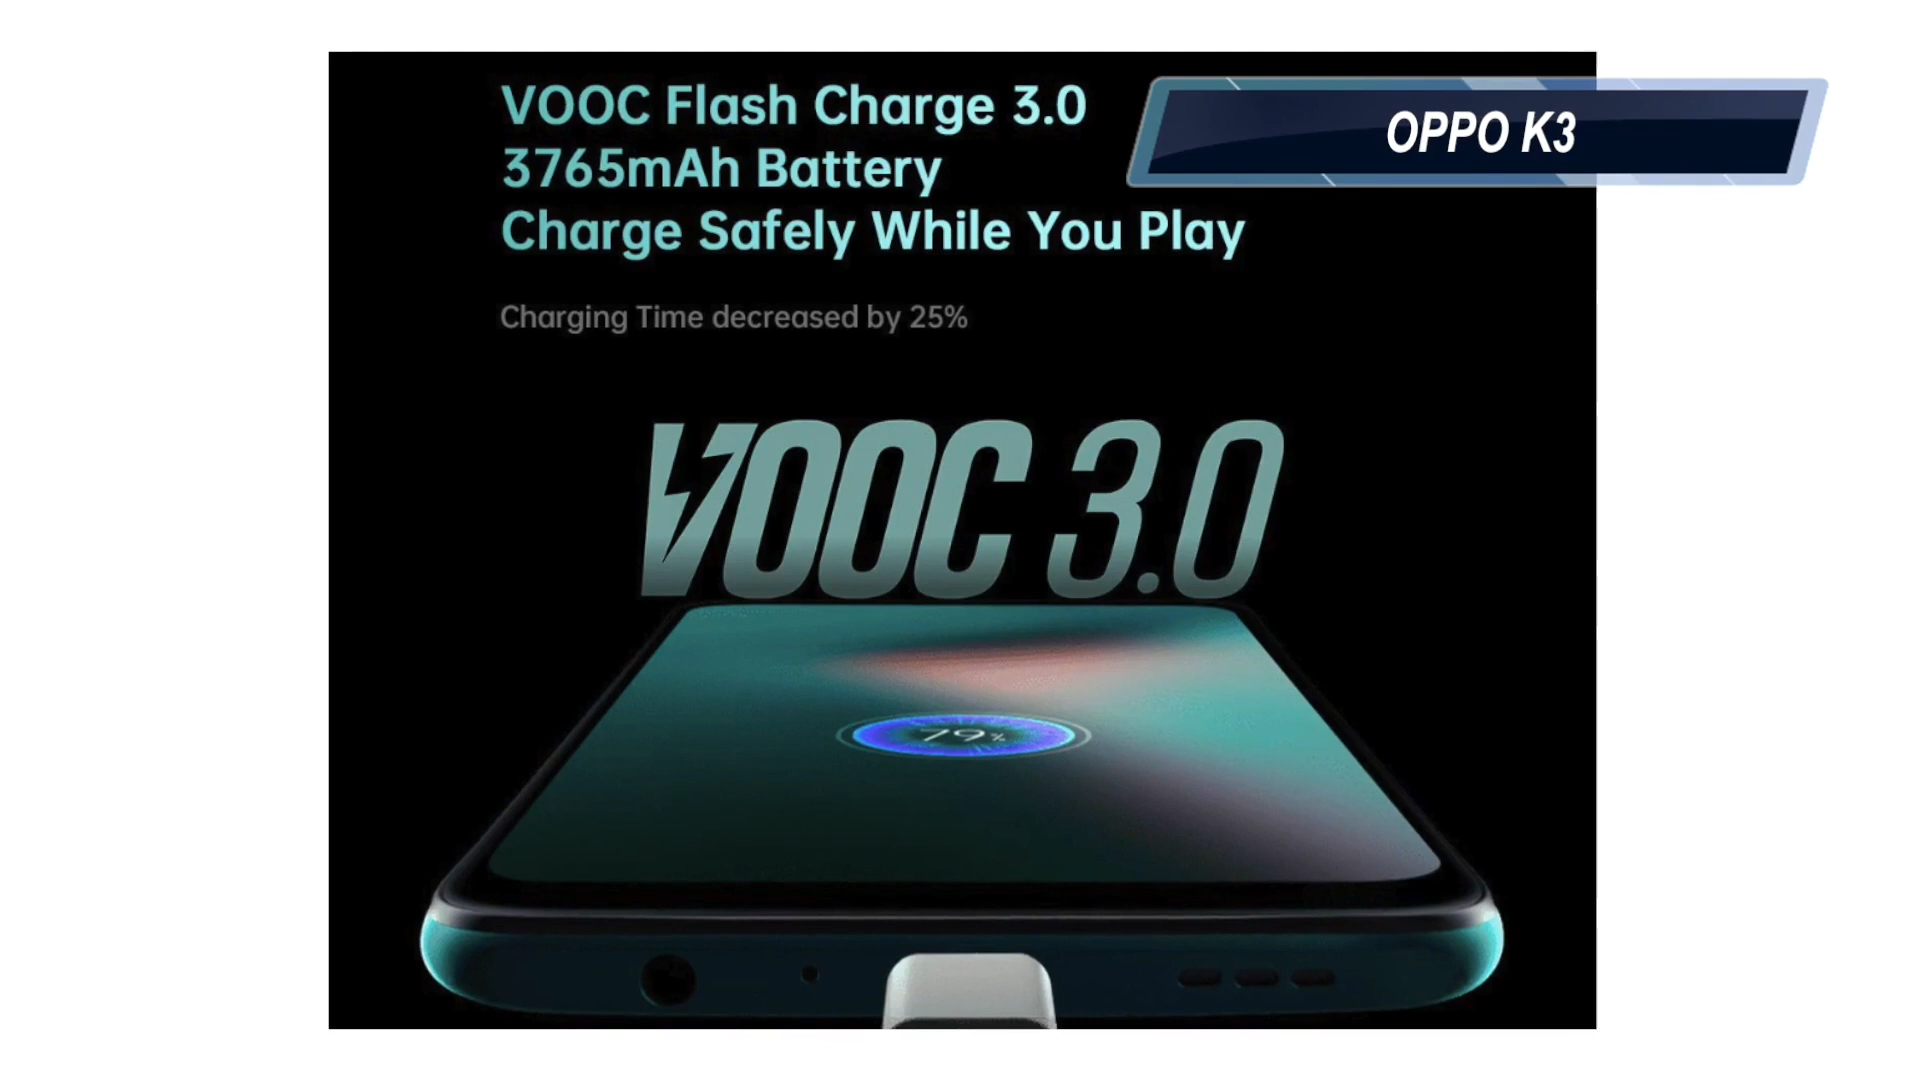 VOOC Flash Charge 3.0
3765mAh Battery
Charge Safely While You Play
OPPO K3
Charging Time decreased by 25%
VOOC 3.0
79%